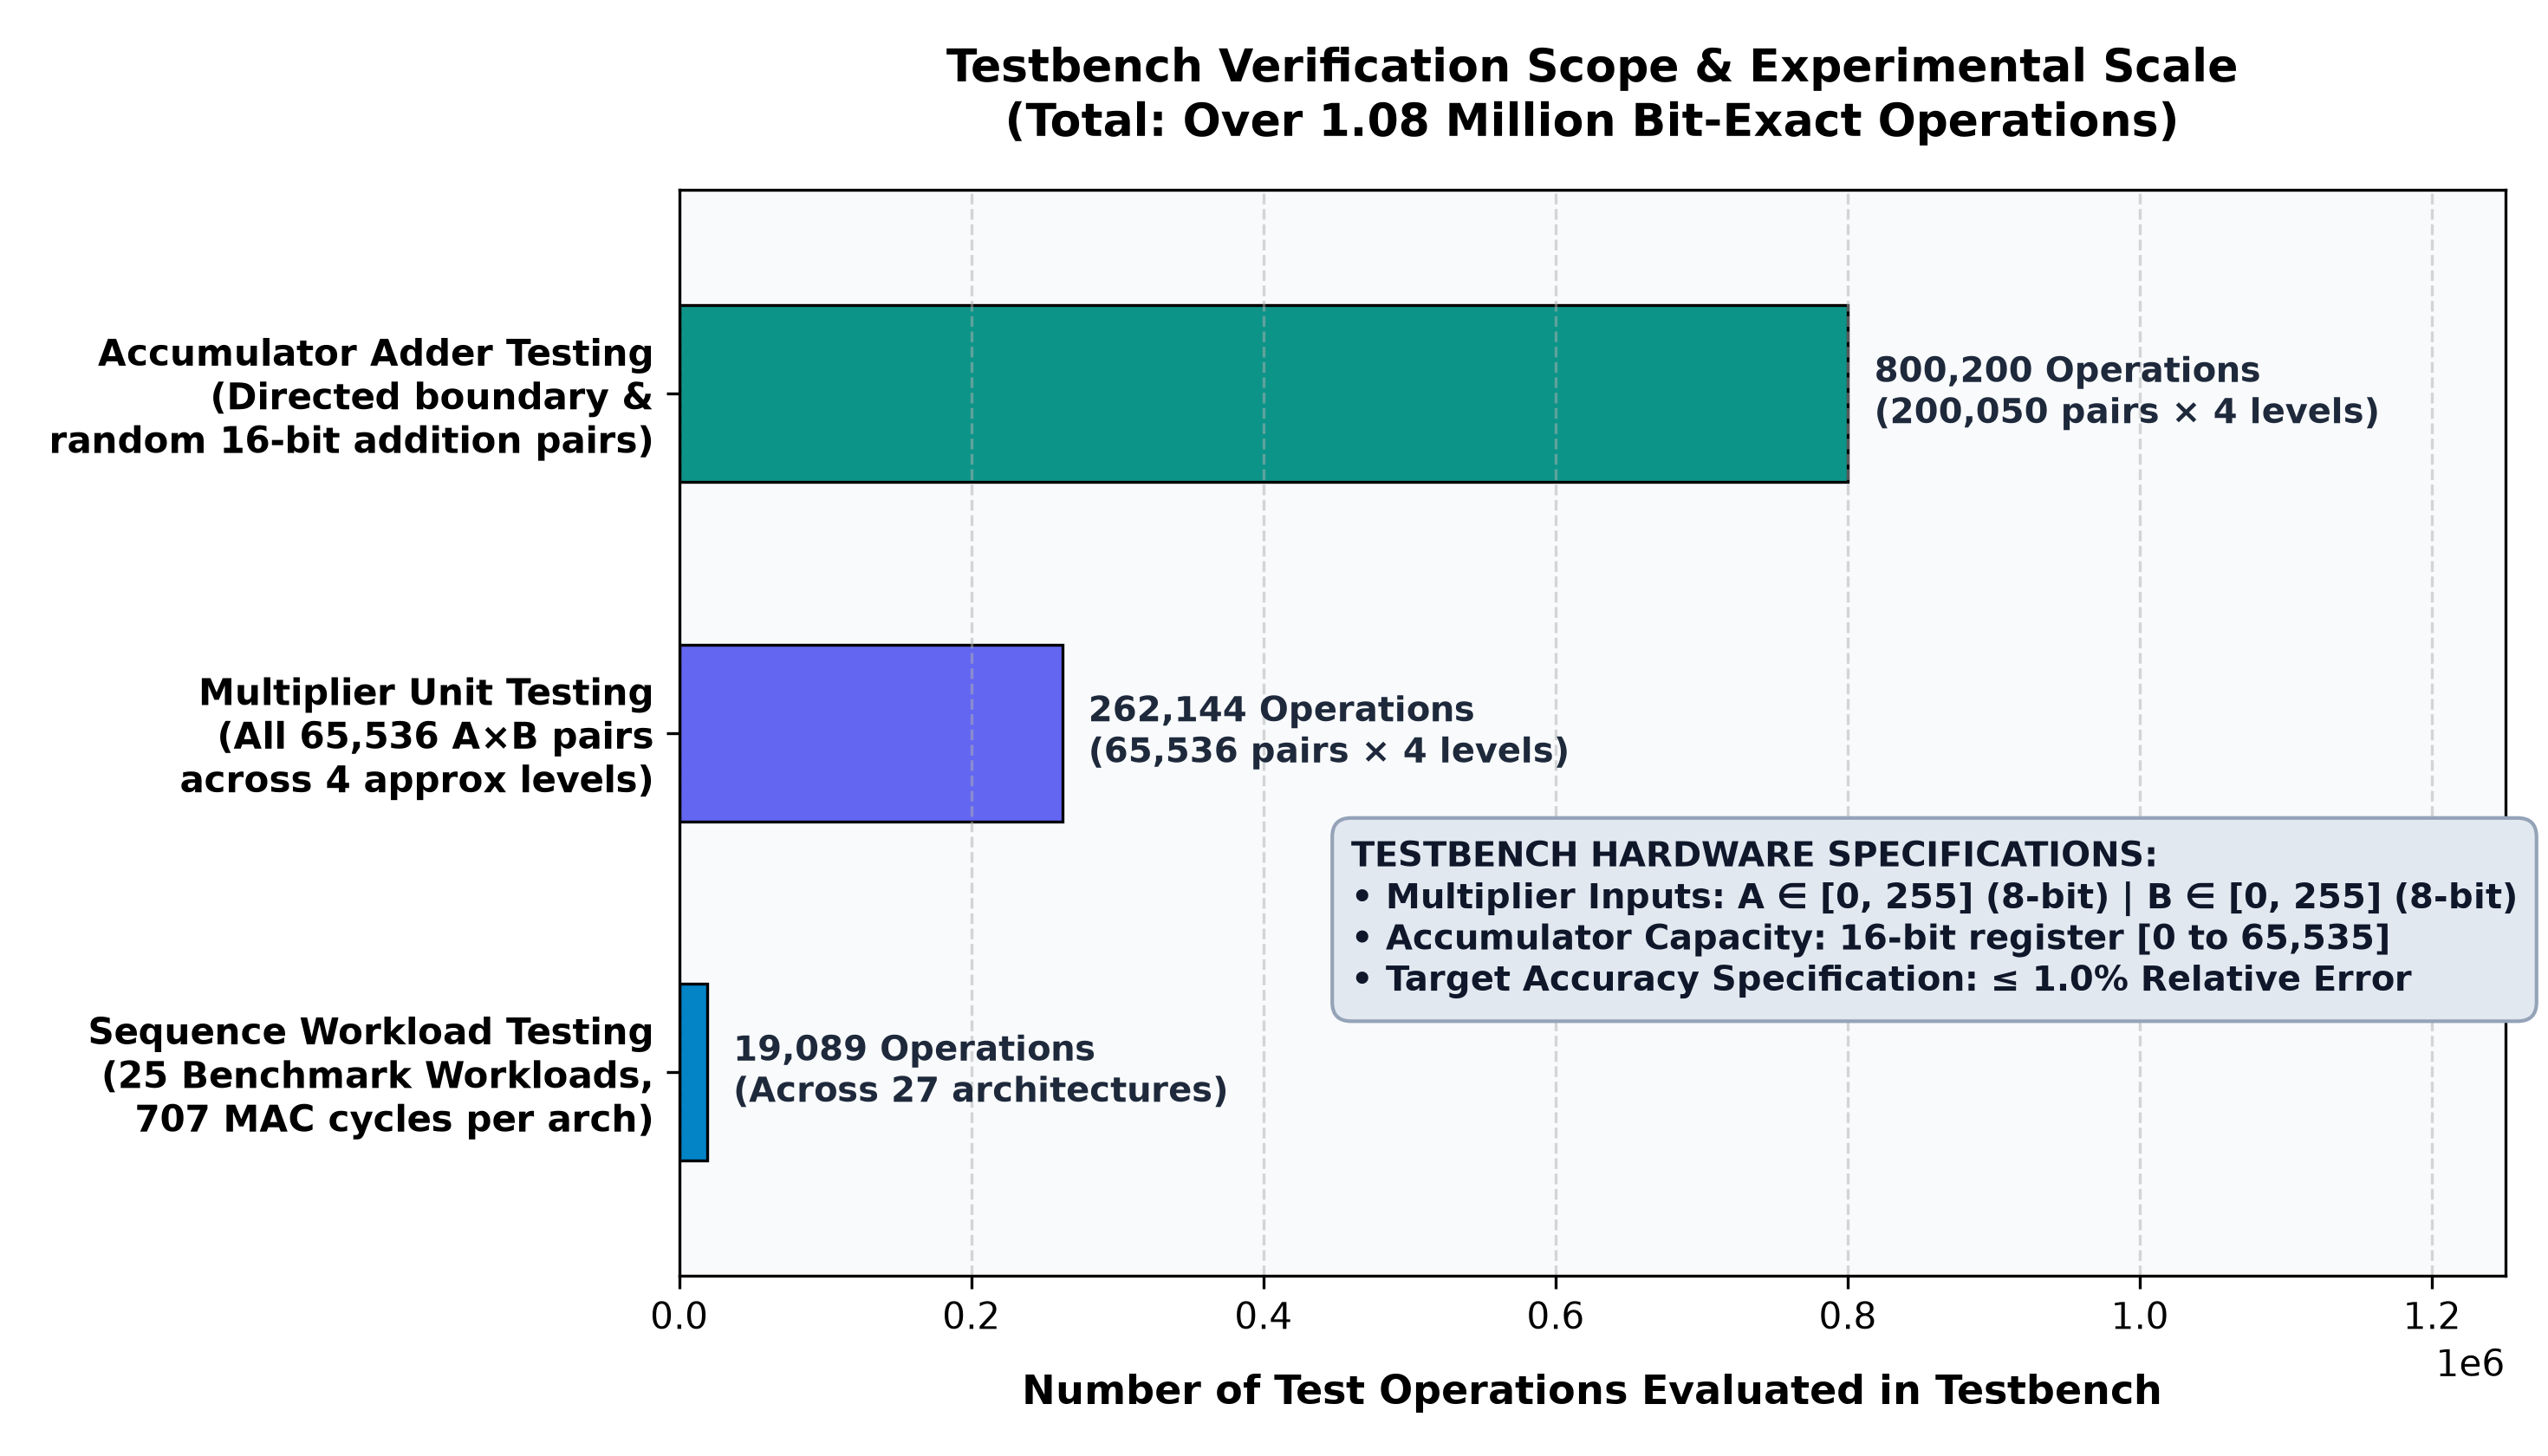 Testbench Verification Scope & Experimental Scale
(Total: Over 1.08 Million Bit-Exact Operations)
Accumulator Adder Testing
(Directed boundary &
random 16-bit addition pairs)
800,200 Operations
(200,050 pairs × 4 levels)
Multiplier Unit Testing
(All 65,536 A×B pairs
across 4 approx levels)
262,144 Operations
(65,536 pairs × 4 levels)
TESTBENCH HARDWARE SPECIFICATIONS:
• Multiplier Inputs: A ∈ [0, 255] (8-bit) | B ∈ [0, 255] (8-bit)
• Accumulator Capacity: 16-bit register [0 to 65,535]
• Target Accuracy Specification: ≤ 1.0% Relative Error
Sequence Workload Testing
(25 Benchmark Workloads,
707 MAC cycles per arch)
19,089 Operations
(Across 27 architectures)
0.0 0.2 0.4 0.6 0.8 1.0 1.2
1e6
Number of Test Operations Evaluated in Testbench